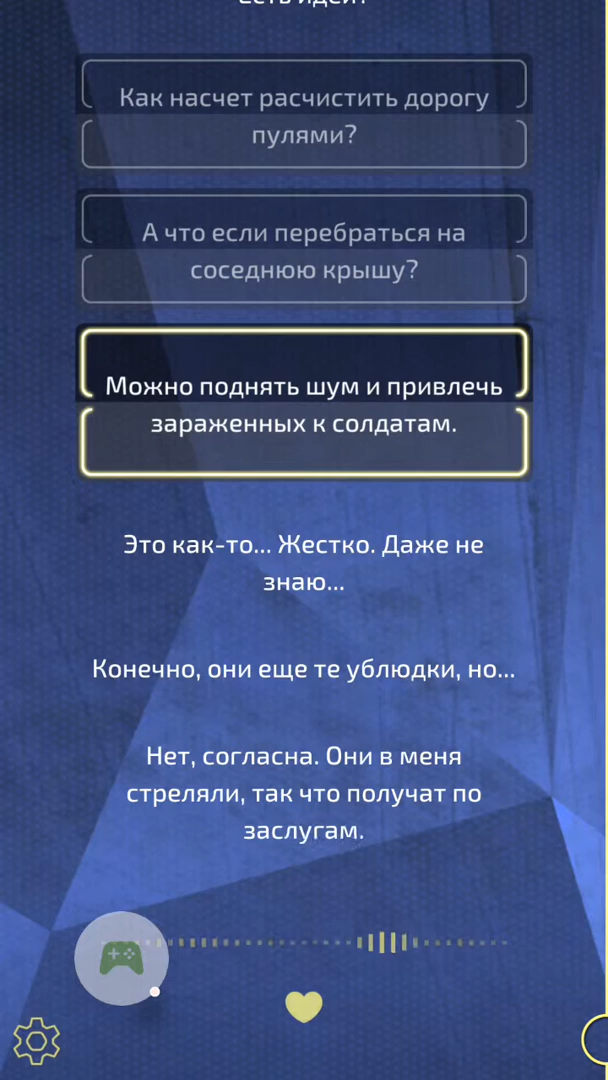 Как насчет расчистить дорогу
пулями?
А что если перебраться на
соседнюю крышу?
Можно поднять шум и привлечь
зараженных к солдатам.
Это как-то... Жестко. Даже не
знаю...
Конечно, они еще те ублюдки, но...
Нет, согласна. Они в меня
стреляли, так что получат по
заслугам.